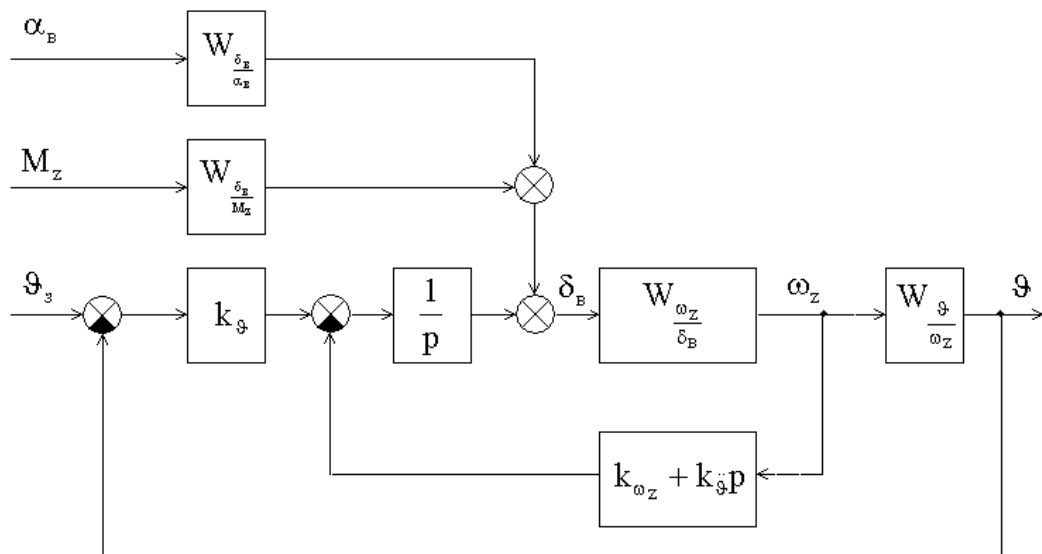 α_в
W_{δ_в/α_в}
M_Z
W_{δ_в/M_Z}
ϑ_з
k_ϑ
1/p
δ_в
W_{ω_Z/δ_в}
ω_Z
W_{ϑ/ω_Z}
ϑ
k_{ω_Z} + k_{ϑ̈}p